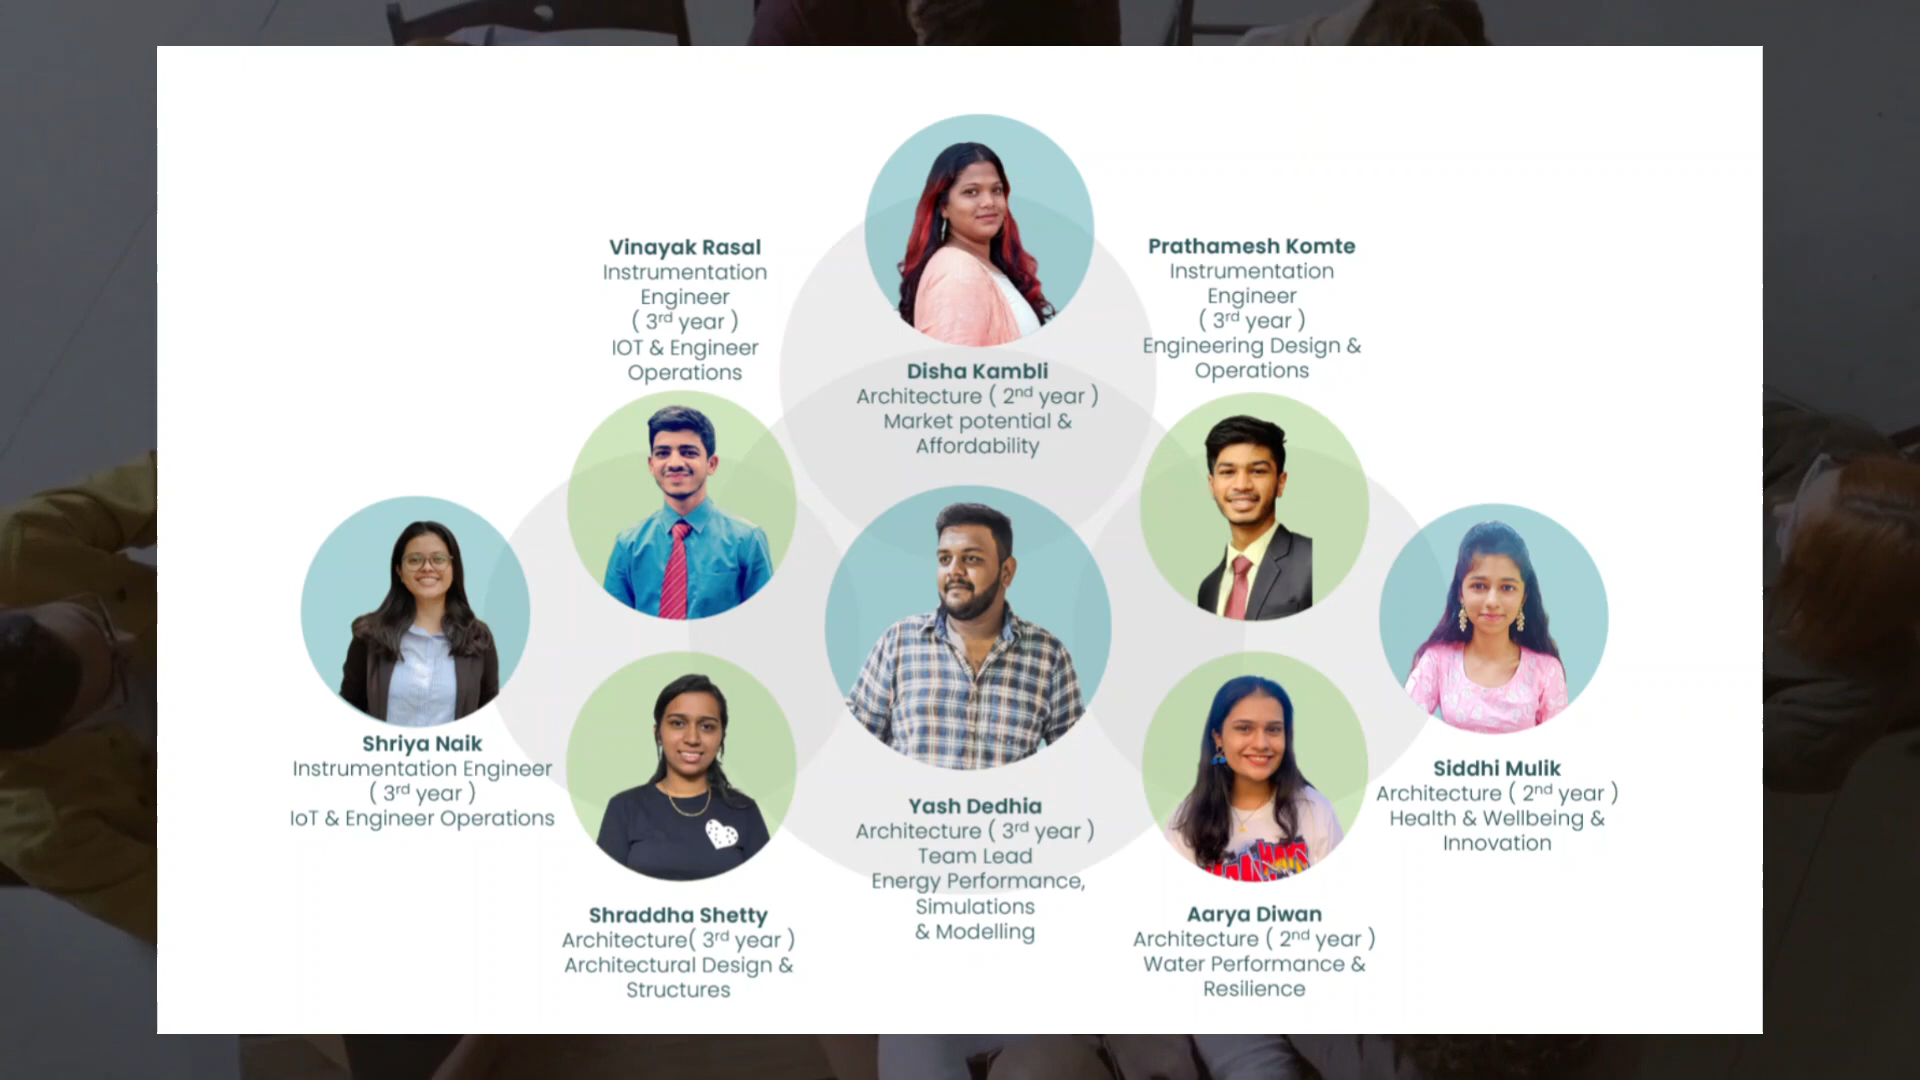 Vinayak Rasal
Instrumentation
Engineer
( 3rd year )
IOT & Engineer
Operations
Disha Kambli
Architecture ( 2nd year )
Market potential &
Affordability
Prathamesh Komte
Instrumentation
Engineer
( 3rd year )
Engineering Design &
Operations
Shriya Naik
Instrumentation Engineer
( 3rd year )
IoT & Engineer Operations
Shraddha Shetty
Architecture( 3rd year )
Architectural Design &
Structures
Yash Dedhia
Architecture ( 3rd year )
Team Lead
Energy Performance,
Simulations
& Modelling
Aarya Diwan
Architecture ( 2nd year )
Water Performance &
Resilience
Siddhi Mulik
Architecture ( 2nd year )
Health & Wellbeing &
Innovation